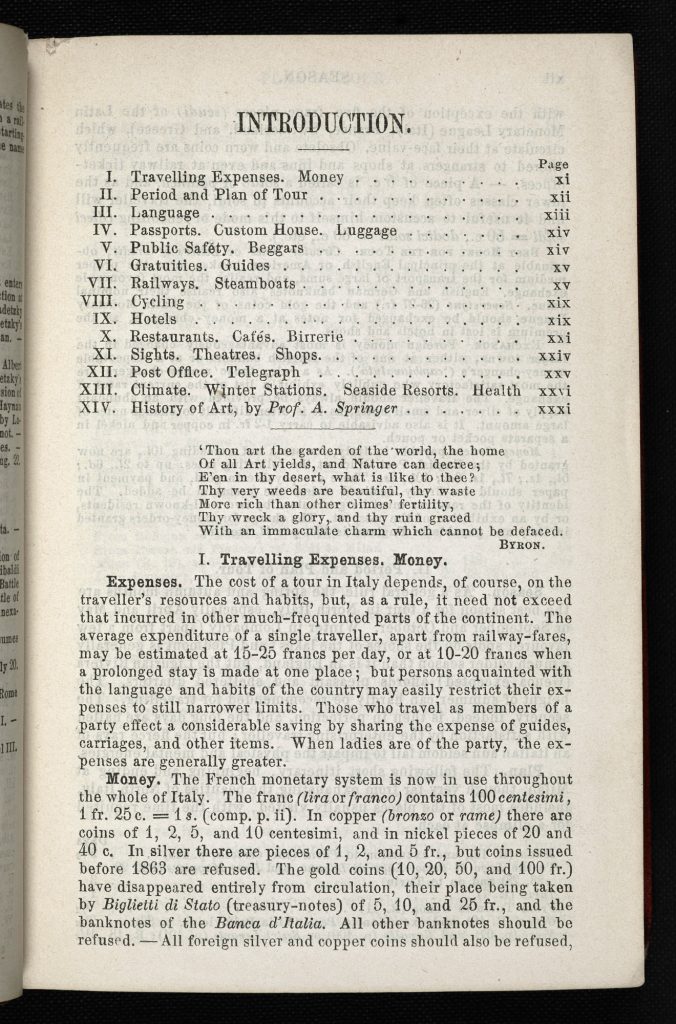 INTRODUCTION.
Page
I. Travelling Expenses. Money . . . . . . . . xi
II. Period and Plan of Tour . . . . . . . . xii
III. Language . . . . . . . . xiii
IV. Passports. Custom House. Luggage . . . . . . . . xiv
V. Public Safety. Beggars . . . . . . . . xiv
VI. Gratuities. Guides . . . . . . . . xv
VII. Railways. Steamboats . . . . . . . . xv
VIII. Cycling . . . . . . . . xix
IX. Hotels . . . . . . . . xix
X. Restaurants. Cafés. Birrerie . . . . . . . . xxi
XI. Sights. Theatres. Shops. . . . . . . . . xxiv
XII. Post Office. Telegraph . . . . . . . . xxv
XIII. Climate. Winter Stations. Seaside Resorts. Health xxvi
XIV. History of Art, by Prof. A. Springer . . . . . . . . xxxi
'Thou art the garden of the world, the home
Of all Art yields, and Nature can decree;
E'en in thy desert, what is like to thee?
Thy very weeds are beautiful, thy waste
More rich than other climes' fertility,
Thy wreck a glory, and thy ruin graced
With an immaculate charm which cannot be defaced.
BYRON.
I. Travelling Expenses. Money.
Expenses. The cost of a tour in Italy depends, of course, on the
traveller's resources and habits, but, as a rule, it need not exceed
that incurred in other much-frequented parts of the continent. The
average expenditure of a single traveller, apart from railway-fares,
may be estimated at 15-25 francs per day, or at 10-20 francs when
a prolonged stay is made at one place; but persons acquainted with
the language and habits of the country may easily restrict their ex-
penses to still narrower limits. Those who travel as members of a
party effect a considerable saving by sharing the expense of guides,
carriages, and other items. When ladies are of the party, the ex-
penses are generally greater.
Money. The French monetary system is now in use throughout
the whole of Italy. The franc (lira or franco) contains 100 centesimi,
1 fr. 25 c. = 1 s. (comp. p. ii). In copper (bronzo or rame) there are
coins of 1, 2, 5, and 10 centesimi, and in nickel pieces of 20 and
40 c. In silver there are pieces of 1, 2, and 5 fr., but coins issued
before 1863 are refused. The gold coins (10, 20, 50, and 100 fr.)
have disappeared entirely from circulation, their place being taken
by Biglietti di Stato (treasury-notes) of 5, 10, and 25 fr., and the
banknotes of the Banca d'Italia. All other banknotes should be
refused. — All foreign silver and copper coins should also be refused,